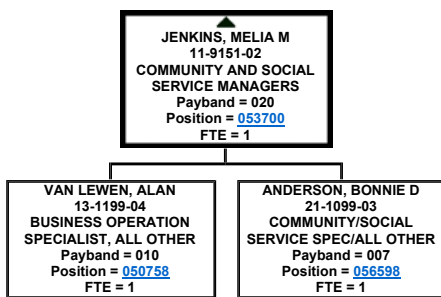 JENKINS, MELIA M
11-9151-02
COMMUNITY AND SOCIAL
SERVICE MANAGERS
Payband = 020
Position = 053700
FTE = 1
VAN LEWEN, ALAN
13-1199-04
BUSINESS OPERATION
SPECIALIST, ALL OTHER
Payband = 010
Position = 050758
FTE = 1
ANDERSON, BONNIE D
21-1099-03
COMMUNITY/SOCIAL
SERVICE SPEC/ALL OTHER
Payband = 007
Position = 056598
FTE = 1